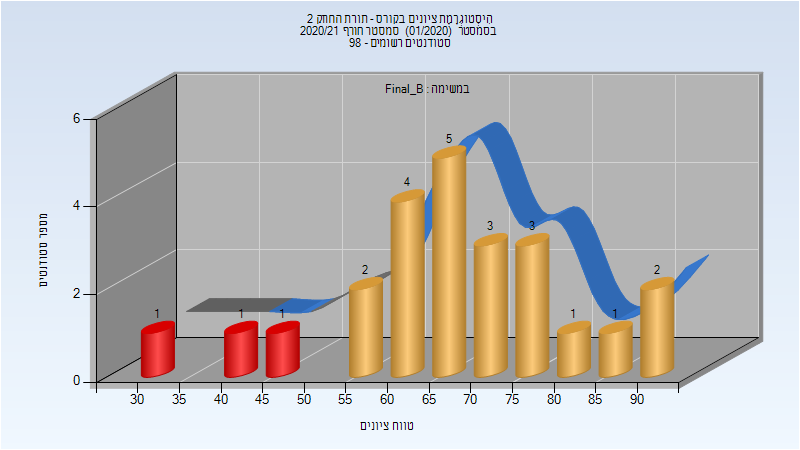 היסטוגרמת ציונים בקורס - תורת החוזק 2
בסמסטר (01/2020) סמסטר חורף 2020/21
סטודנטים רשומים - 98
במשימה : Final_B
מספר סטודנטים
6
4
2
0
1
1
1
2
4
5
3
3
1
1
2
30 35 40 45 50 55 60 65 70 75 80 85 90
טווח ציונים